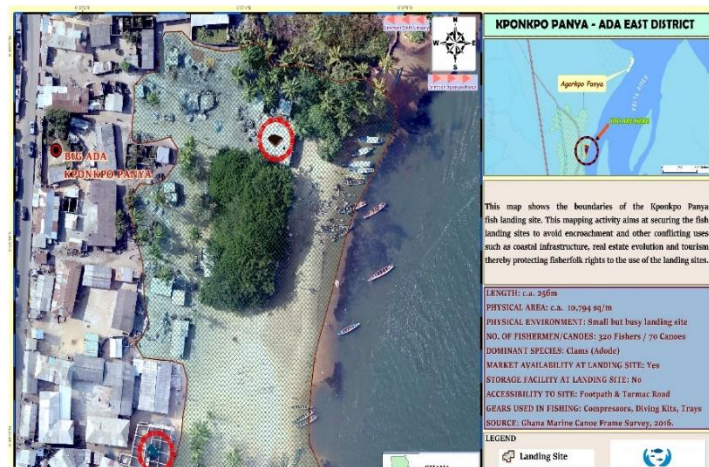 KPONKPO PANYA - ADA EAST DISTRICT
N
W
E
S
Agorkpo Panya
BIG ADA
KPONKPO PANYA
This map shows the boundaries of the Kponkpo Panya
fish landing site. This mapping activity aims at securing the fish
landing sites to avoid encroachment and other conflicting uses
such as coastal infrastructure, real estate evolution and tourism
thereby protecting fisherfolk rights to the use of the landing sites.
LENGTH: c.a. 256m
PHYSICAL AREA: c.a. 10,794 sq/m
PHYSICAL ENVIRONMENT: Small but busy landing site
NO. OF FISHERMEN/CANOES: 320 Fishers / 70 Canoes
DOMINANT SPECIES: Clams (Adode)
MARKET AVAILABILITY AT LANDING SITE: Yes
STORAGE FACILITY AT LANDING SITE: No
ACCESSIBILITY TO SITE: Footpath & Tarmac Road
GEARS USED IN FISHING: Compressors, Diving Kits, Trays
SOURCE: Ghana Marine Canoe Frame Survey, 2016.
LEGEND
Landing Site
GHANA